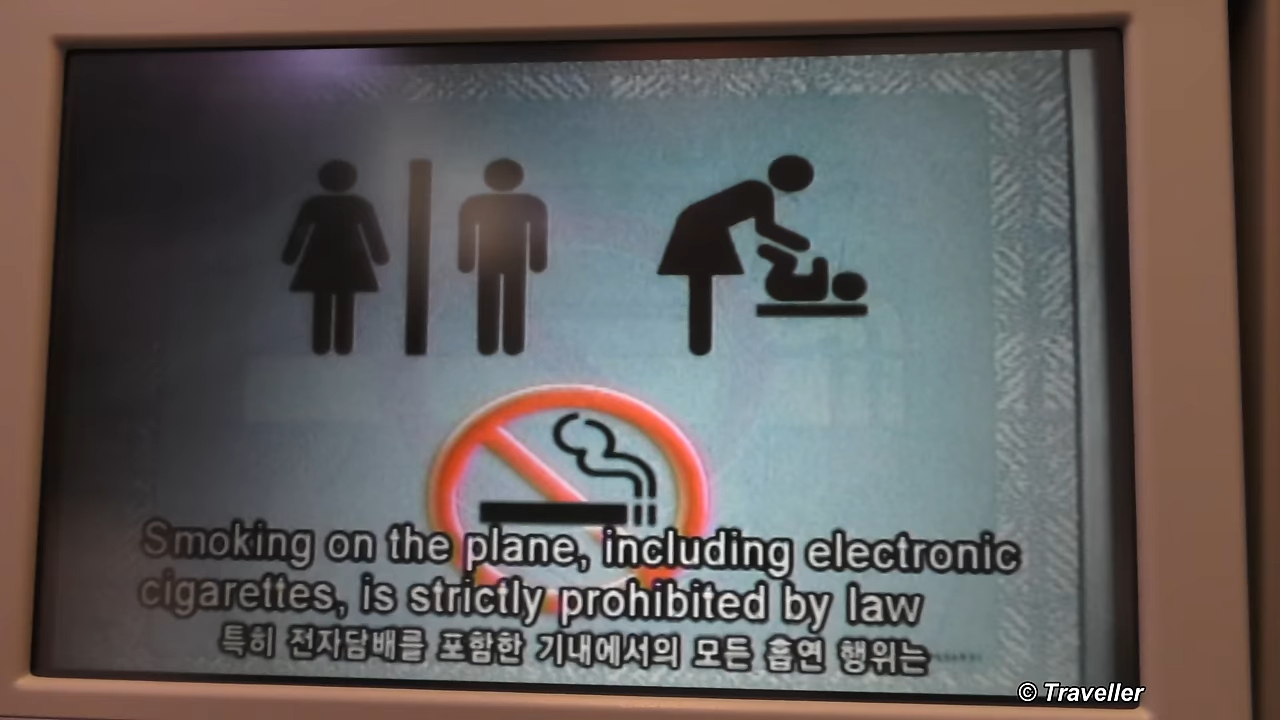 Smoking on the plane, including electronic
cigarettes, is strictly prohibited by law
특히 전자담배를 포함한 기내에서의 모든 흡연 행위는
© Traveller